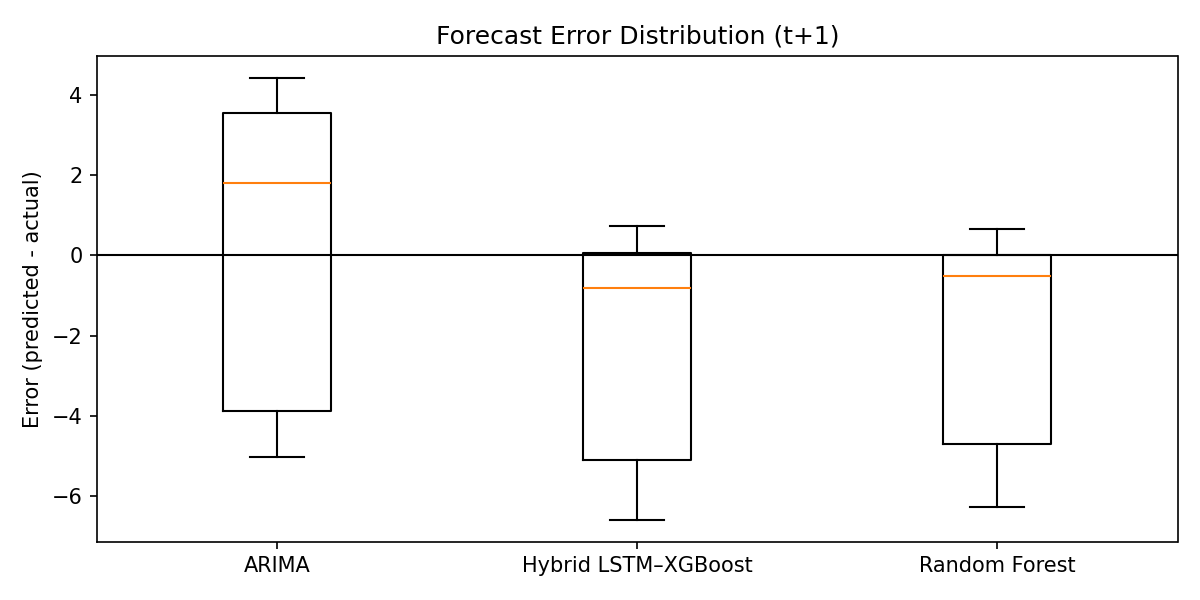 Forecast Error Distribution (t+1)
Error (predicted - actual)
4
2
0
−2
−4
−6
ARIMA
Hybrid LSTM–XGBoost
Random Forest